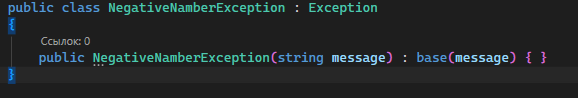 public class NegativeNamberException : Exception
{
Ссылок: 0
public NegativeNamberException(string message) : base(message) { }
}